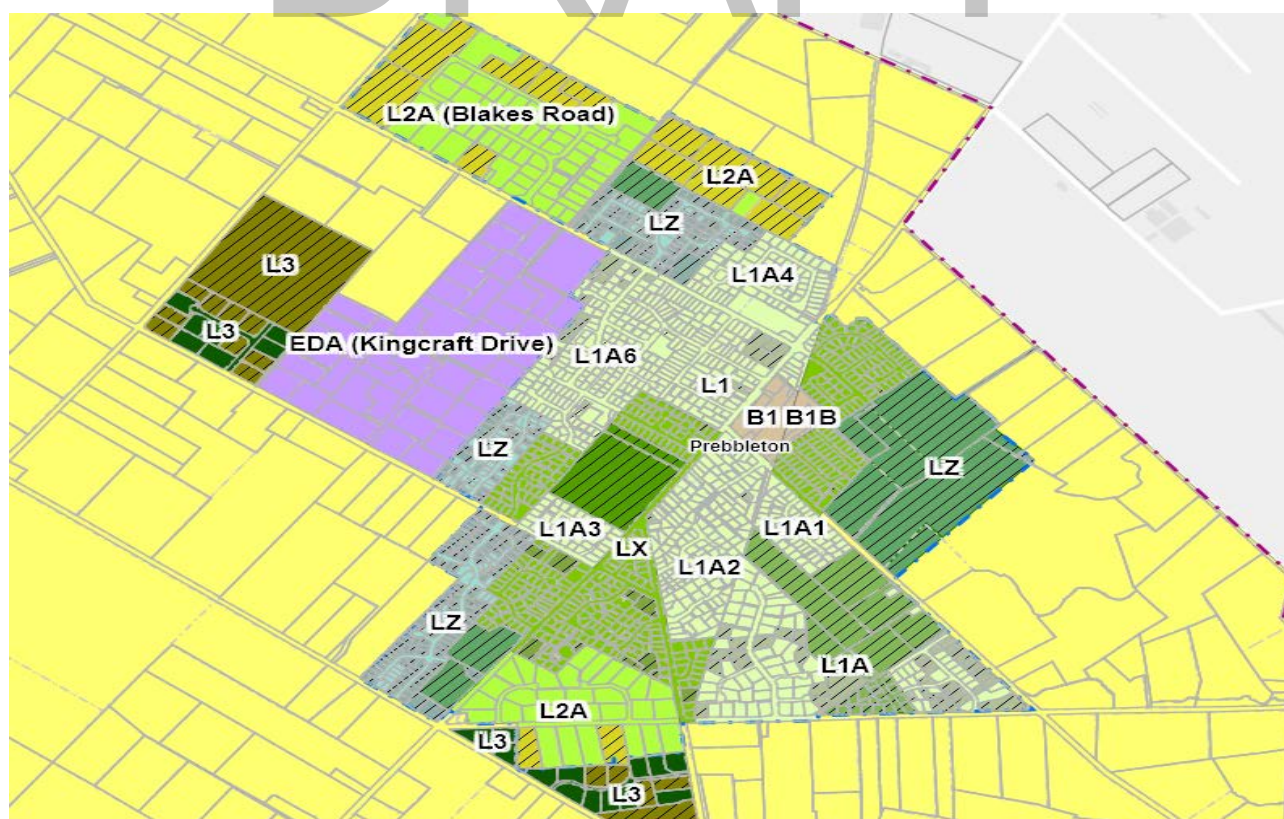 DRAFT
L2A (Blakes Road)
L2A
LZ
L3
L1A4
L3
EDA (Kingcraft Drive)
L1A6
L1
B1 B1B
Prebbleton
LZ
LZ
L1A3
LX
L1A1
L1A2
LZ
L1A
L2A
L3
L3